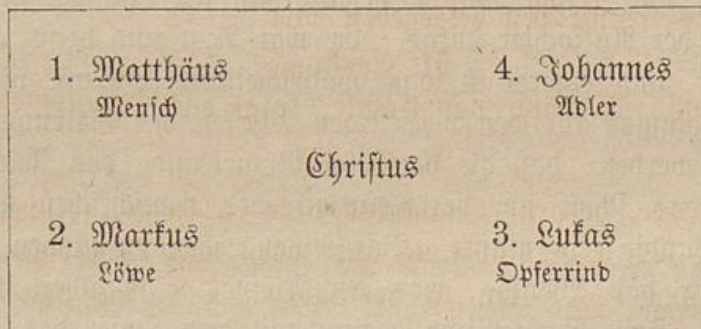 1. Matthäus
Mensch
4. Johannes
Adler
Christus
2. Markus
Löwe
3. Lukas
Opferrind